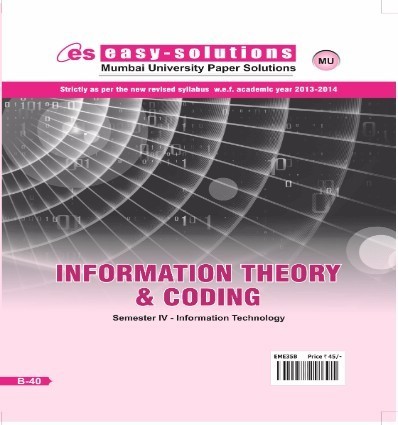 es easy-solutions
Mumbai University Paper Solutions
MU
Strictly as per the new revised syllabus w.e.f. academic year 2013-2014
INFORMATION THEORY
& CODING
Semester IV - Information Technology
EME35B Price ₹ 45/-
B-40